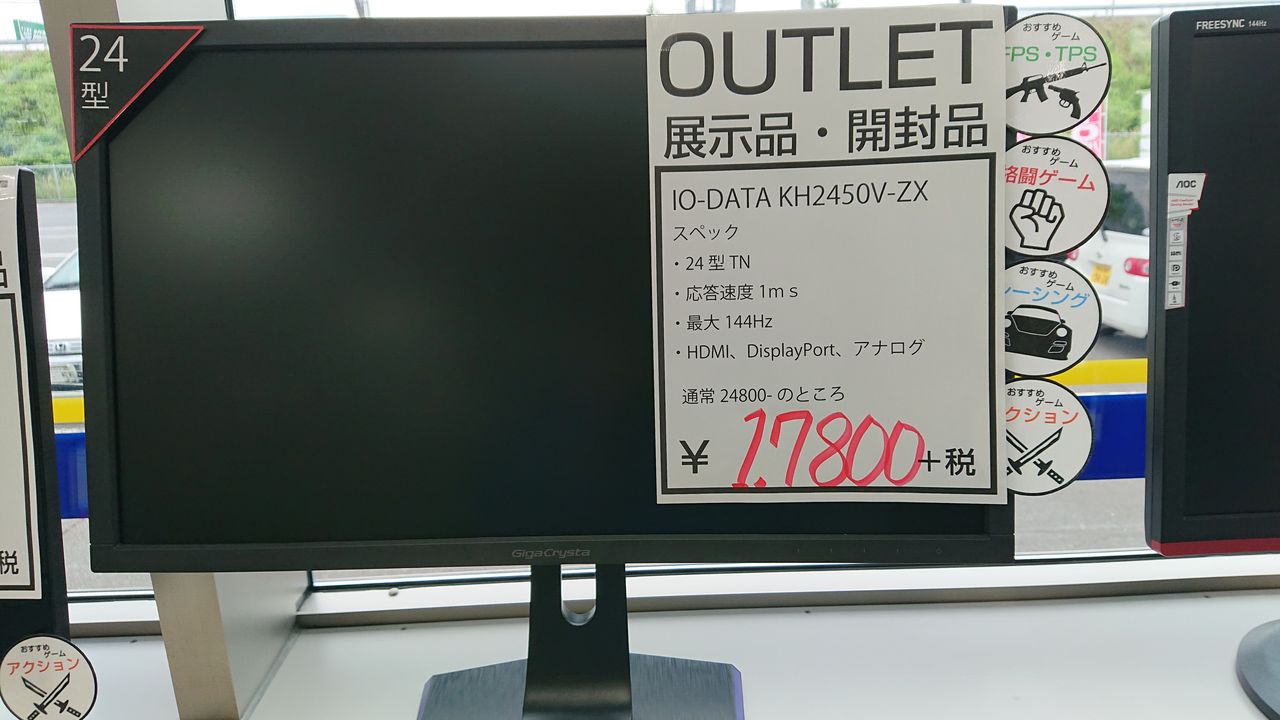 24
型
OUTLET
展示品・開封品
IO-DATA KH2450V-ZX
スペック
・24 型 TN
・応答速度 1ｍｓ
・最大 144Hz
・HDMI、DisplayPort、アナログ
通常 24800- のところ
￥ 17800 +税
GigaCrysta
おすすめ
ゲーム
FPS・TPS
おすすめ
ゲーム
格闘ゲーム
おすすめ
ゲーム
レーシング
おすすめ
ゲーム
クション
FREESYNC 144Hz
AOC
品
税
おすすめ
ゲーム
アクション